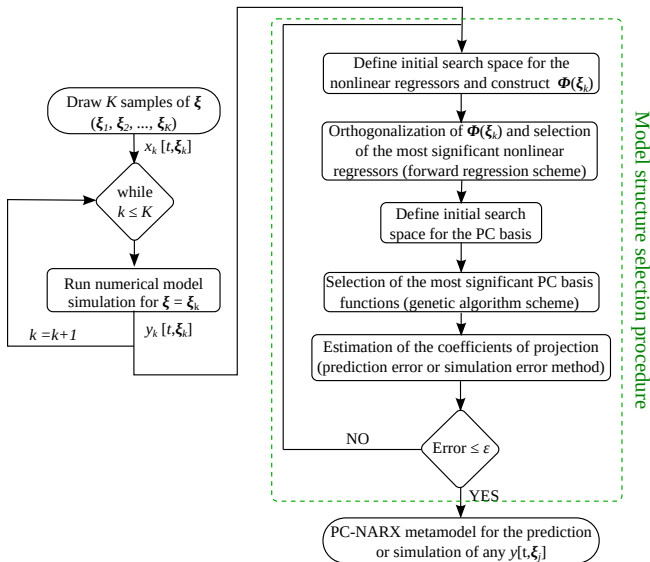 Draw K samples of ξ
(ξ1, ξ2, ..., ξK)
xk [t,ξk]
while
k ≤ K
Run numerical model
simulation for ξ = ξk
k =k+1
yk [t,ξk]
Define initial search space for the
nonlinear regressors and construct Φ(ξk)
Orthogonalization of Φ(ξk) and selection
of the most significant nonlinear
regressors (forward regression scheme)
Define initial search
space for the PC basis
Selection of the most significant PC basis
functions (genetic algorithm scheme)
Estimation of the coefficients of projection
(prediction error or simulation error method)
NO
Error ≤ ε
YES
PC-NARX metamodel for the prediction
or simulation of any y[t,ξj]
Model structure selection procedure